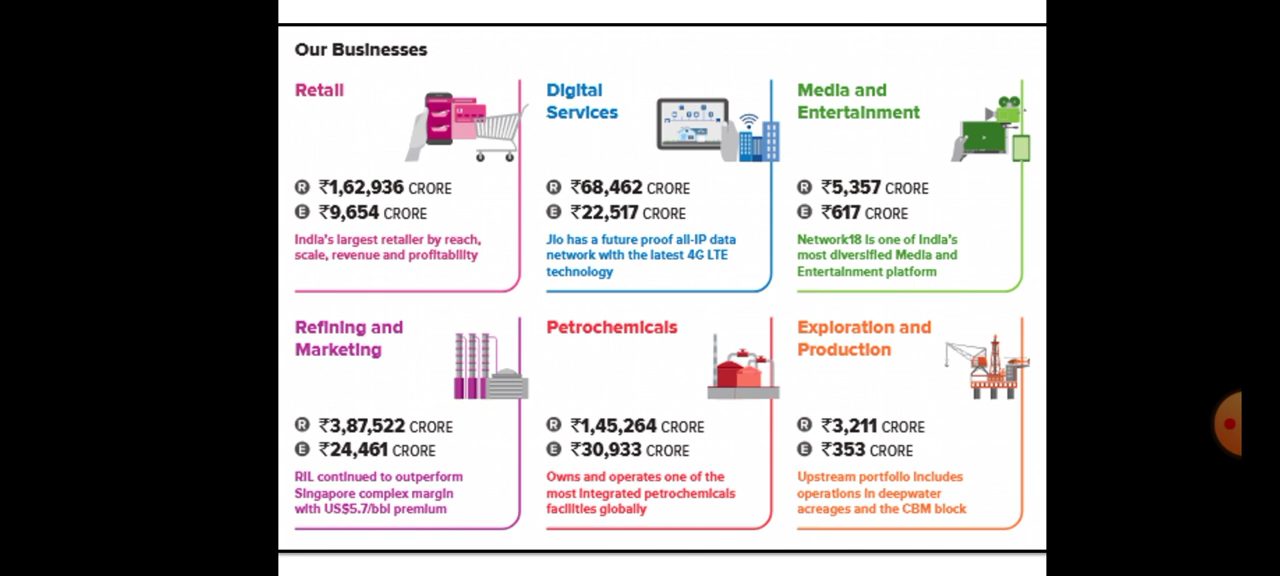 Our Businesses
Retail
R ₹1,62,936 CRORE
E ₹9,654 CRORE
India's largest retailer by reach,
scale, revenue and profitability
Digital
Services
R ₹68,462 CRORE
E ₹22,517 CRORE
Jio has a future proof all-IP data
network with the latest 4G LTE
technology
Media and
Entertainment
R ₹5,357 CRORE
E ₹617 CRORE
Network18 is one of India's
most diversified Media and
Entertainment platform
Refining and
Marketing
R ₹3,87,522 CRORE
E ₹24,461 CRORE
RIL continued to outperform
Singapore complex margin
with US$5.7/bbl premium
Petrochemicals
R ₹1,45,264 CRORE
E ₹30,933 CRORE
Owns and operates one of the
most integrated petrochemicals
facilities globally
Exploration and
Production
R ₹3,211 CRORE
E ₹353 CRORE
Upstream portfolio includes
operations in deepwater
acreages and the CBM block